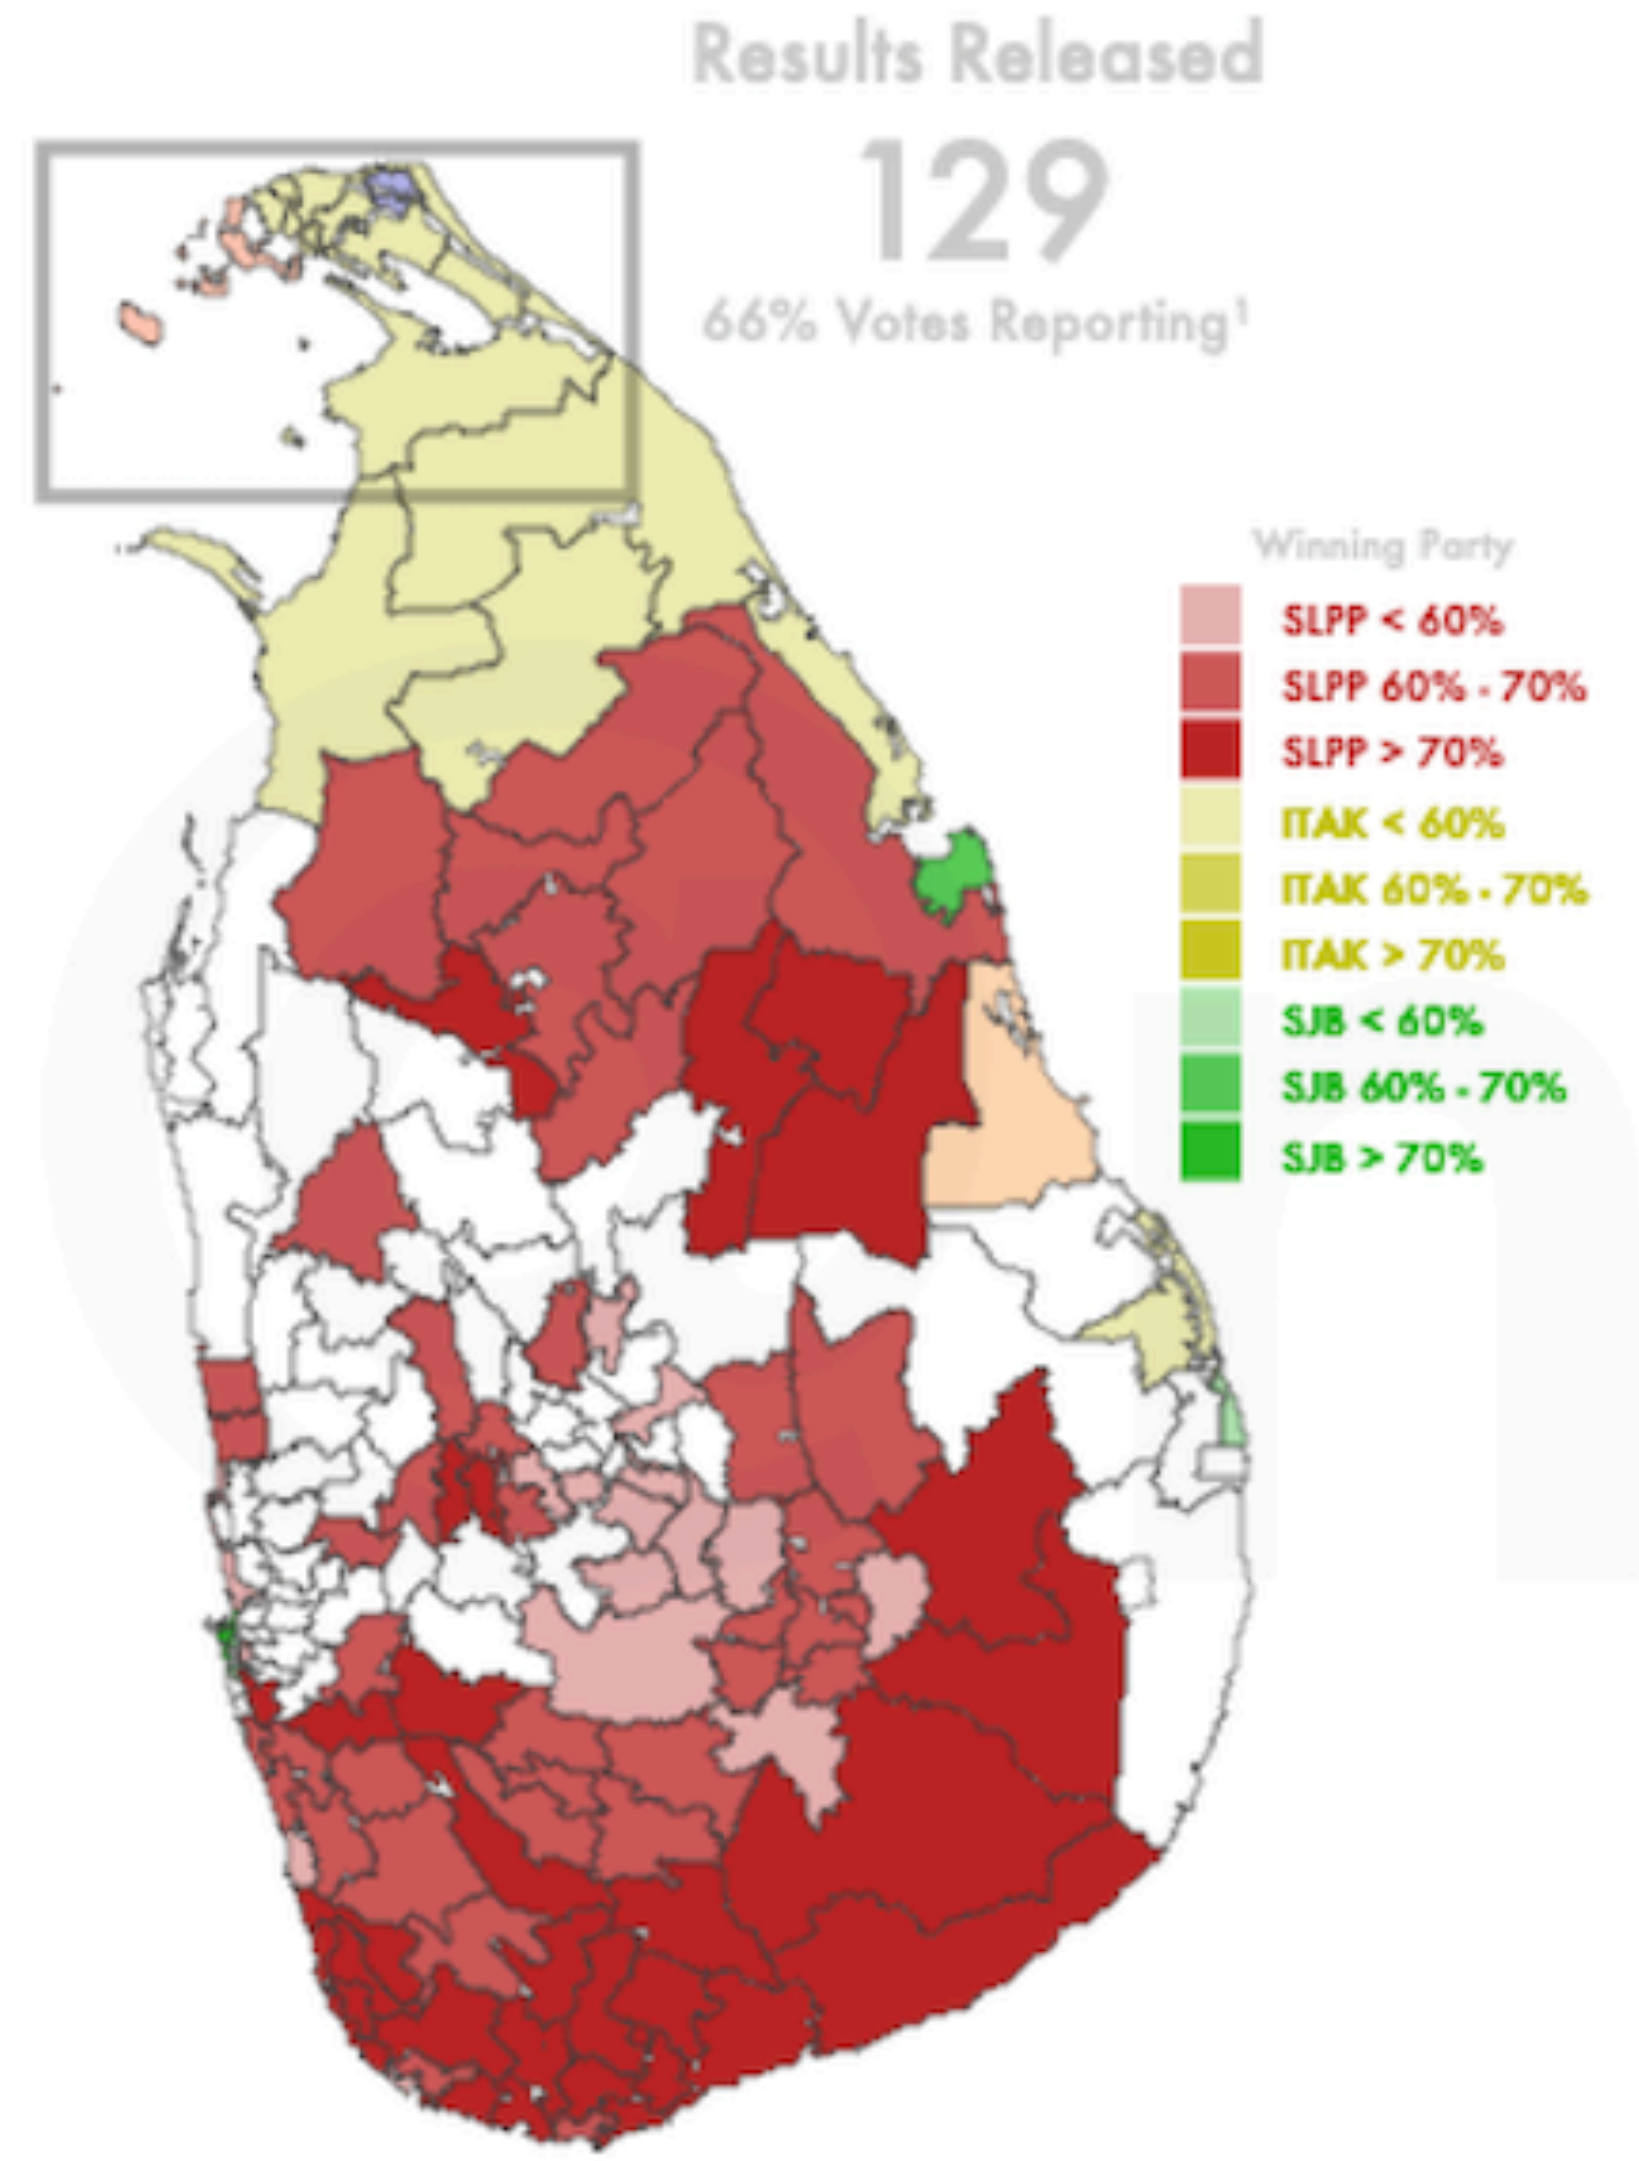 Results Released
129
66% Votes Reporting¹
Winning Party
SLPP < 60%
SLPP 60% - 70%
SLPP > 70%
ITAK < 60%
ITAK 60% - 70%
ITAK > 70%
SJB < 60%
SJB 60% - 70%
SJB > 70%